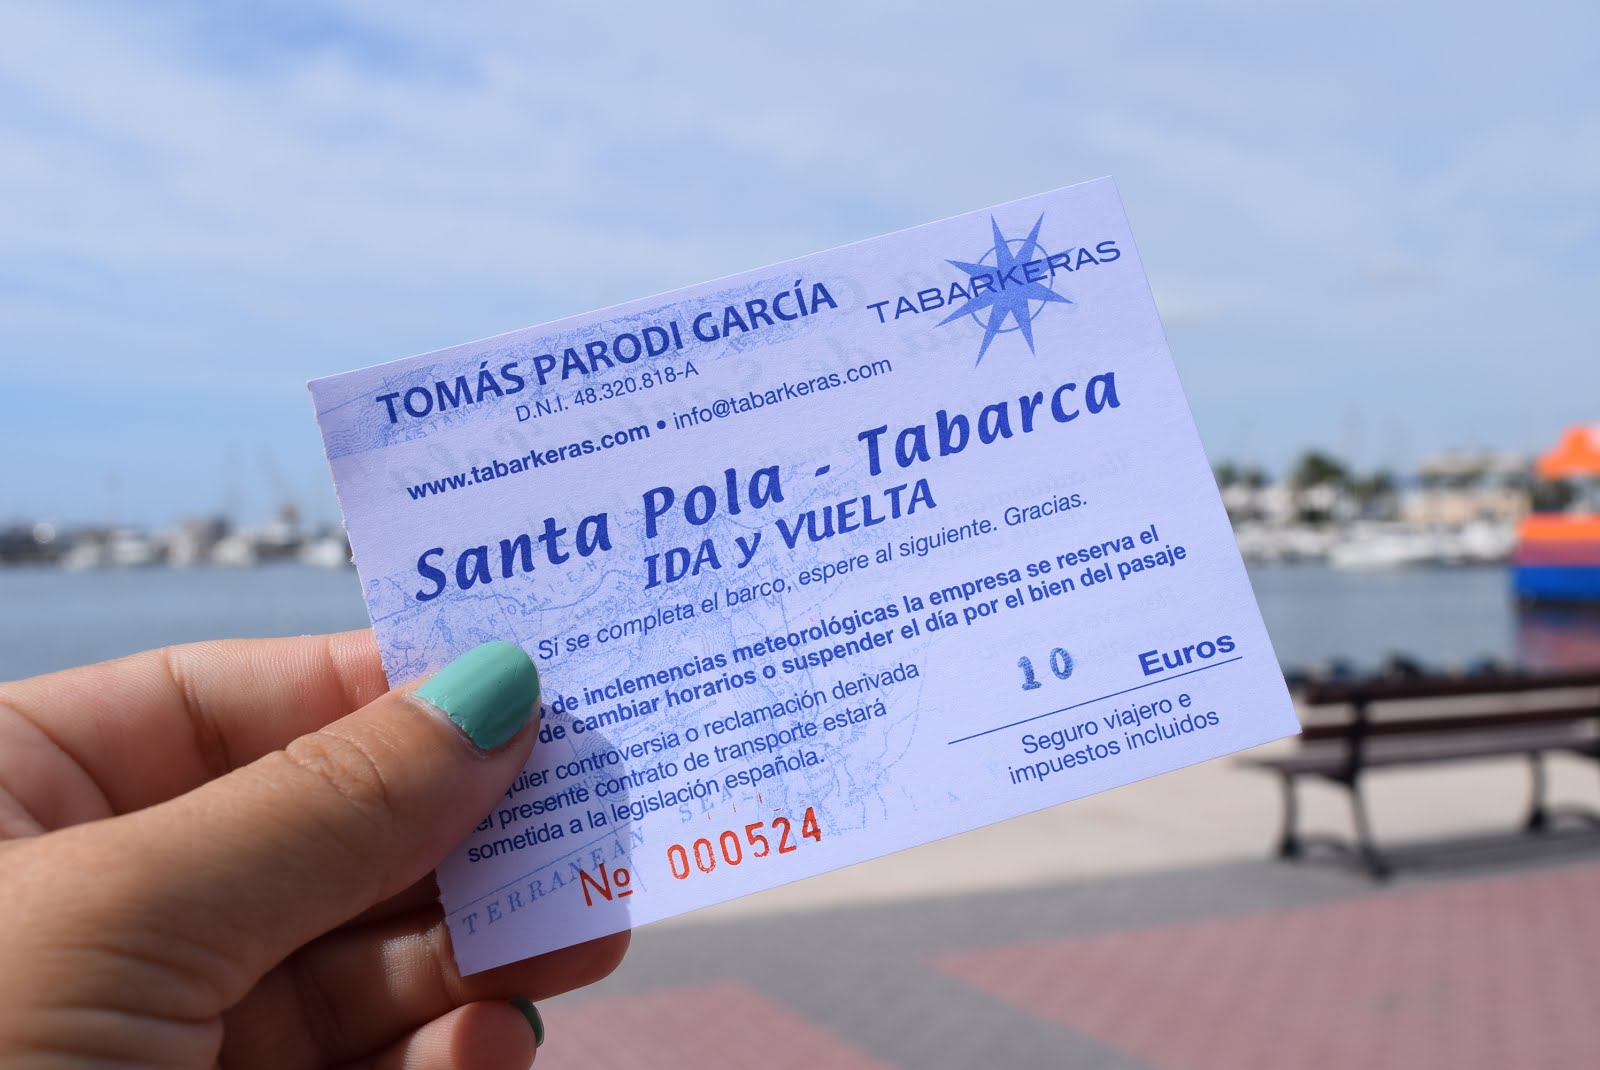 TOMÁS PARODI GARCÍA
D.N.I. 48.320.818-A
TABARKERAS
www.tabarkeras.com • info@tabarkeras.com
Santa Pola - Tabarca
IDA y VUELTA
Si se completa el barco, espere al siguiente. Gracias.
de inclemencias meteorológicas la empresa se reserva el
de cambiar horarios o suspender el día por el bien del pasaje
controversia o reclamación derivada
presente contrato de transporte estará
sometida a la legislación española.
10 Euros
Seguro viajero e
impuestos incluidos
TERRANEAN SEA
Nº 000524